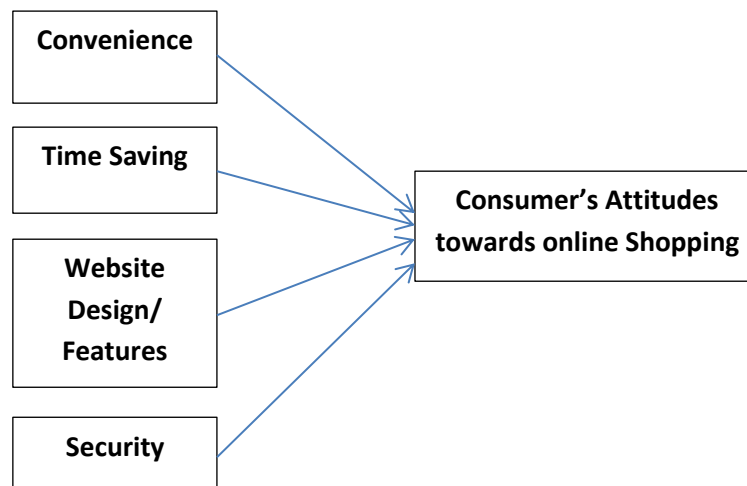 Convenience
Time Saving
Website
Design/
Features
Security
Consumer’s Attitudes
towards online Shopping